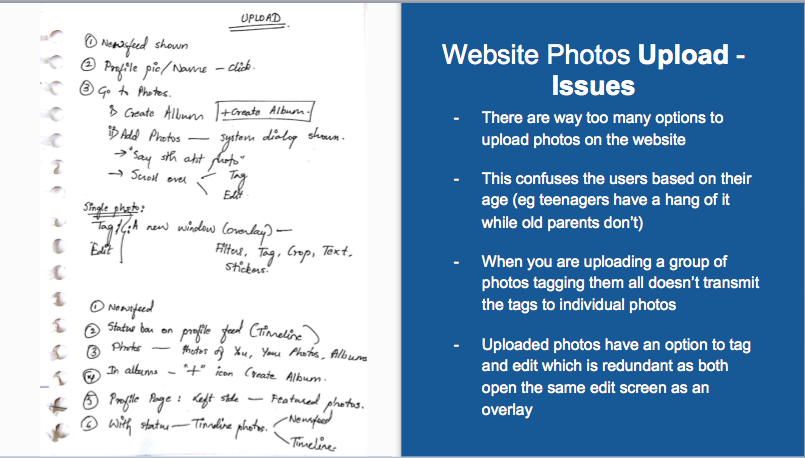 UPLOAD
① Newsfeed shown
② Profile pic/Name — click.
③ Go to Photos.
i) Create Album +Create Album
ii) Add Photos — system dialog shown.
→ "Say sth abt photo"
→ Scroll over Tag
Edit
Single photo:
Tag A new window (overlay) —
Edit Filters, Tag, Crop, Text,
Stickers.
① Newsfeed
② Status bar on profile feed (Timeline)
③ Photos — Photos of You, Your Photos, Albums
④ In albums — "+" icon Create Album.
⑤ Profile Page: Left side — Featured photos.
⑥ With status — Timeline photos. Newsfeed
Timeline
Website Photos Upload -
Issues
- There are way too many options to
upload photos on the website
- This confuses the users based on their
age (eg teenagers have a hang of it
while old parents don't)
- When you are uploading a group of
photos tagging them all doesn't transmit
the tags to individual photos
- Uploaded photos have an option to tag
and edit which is redundant as both
open the same edit screen as an
overlay